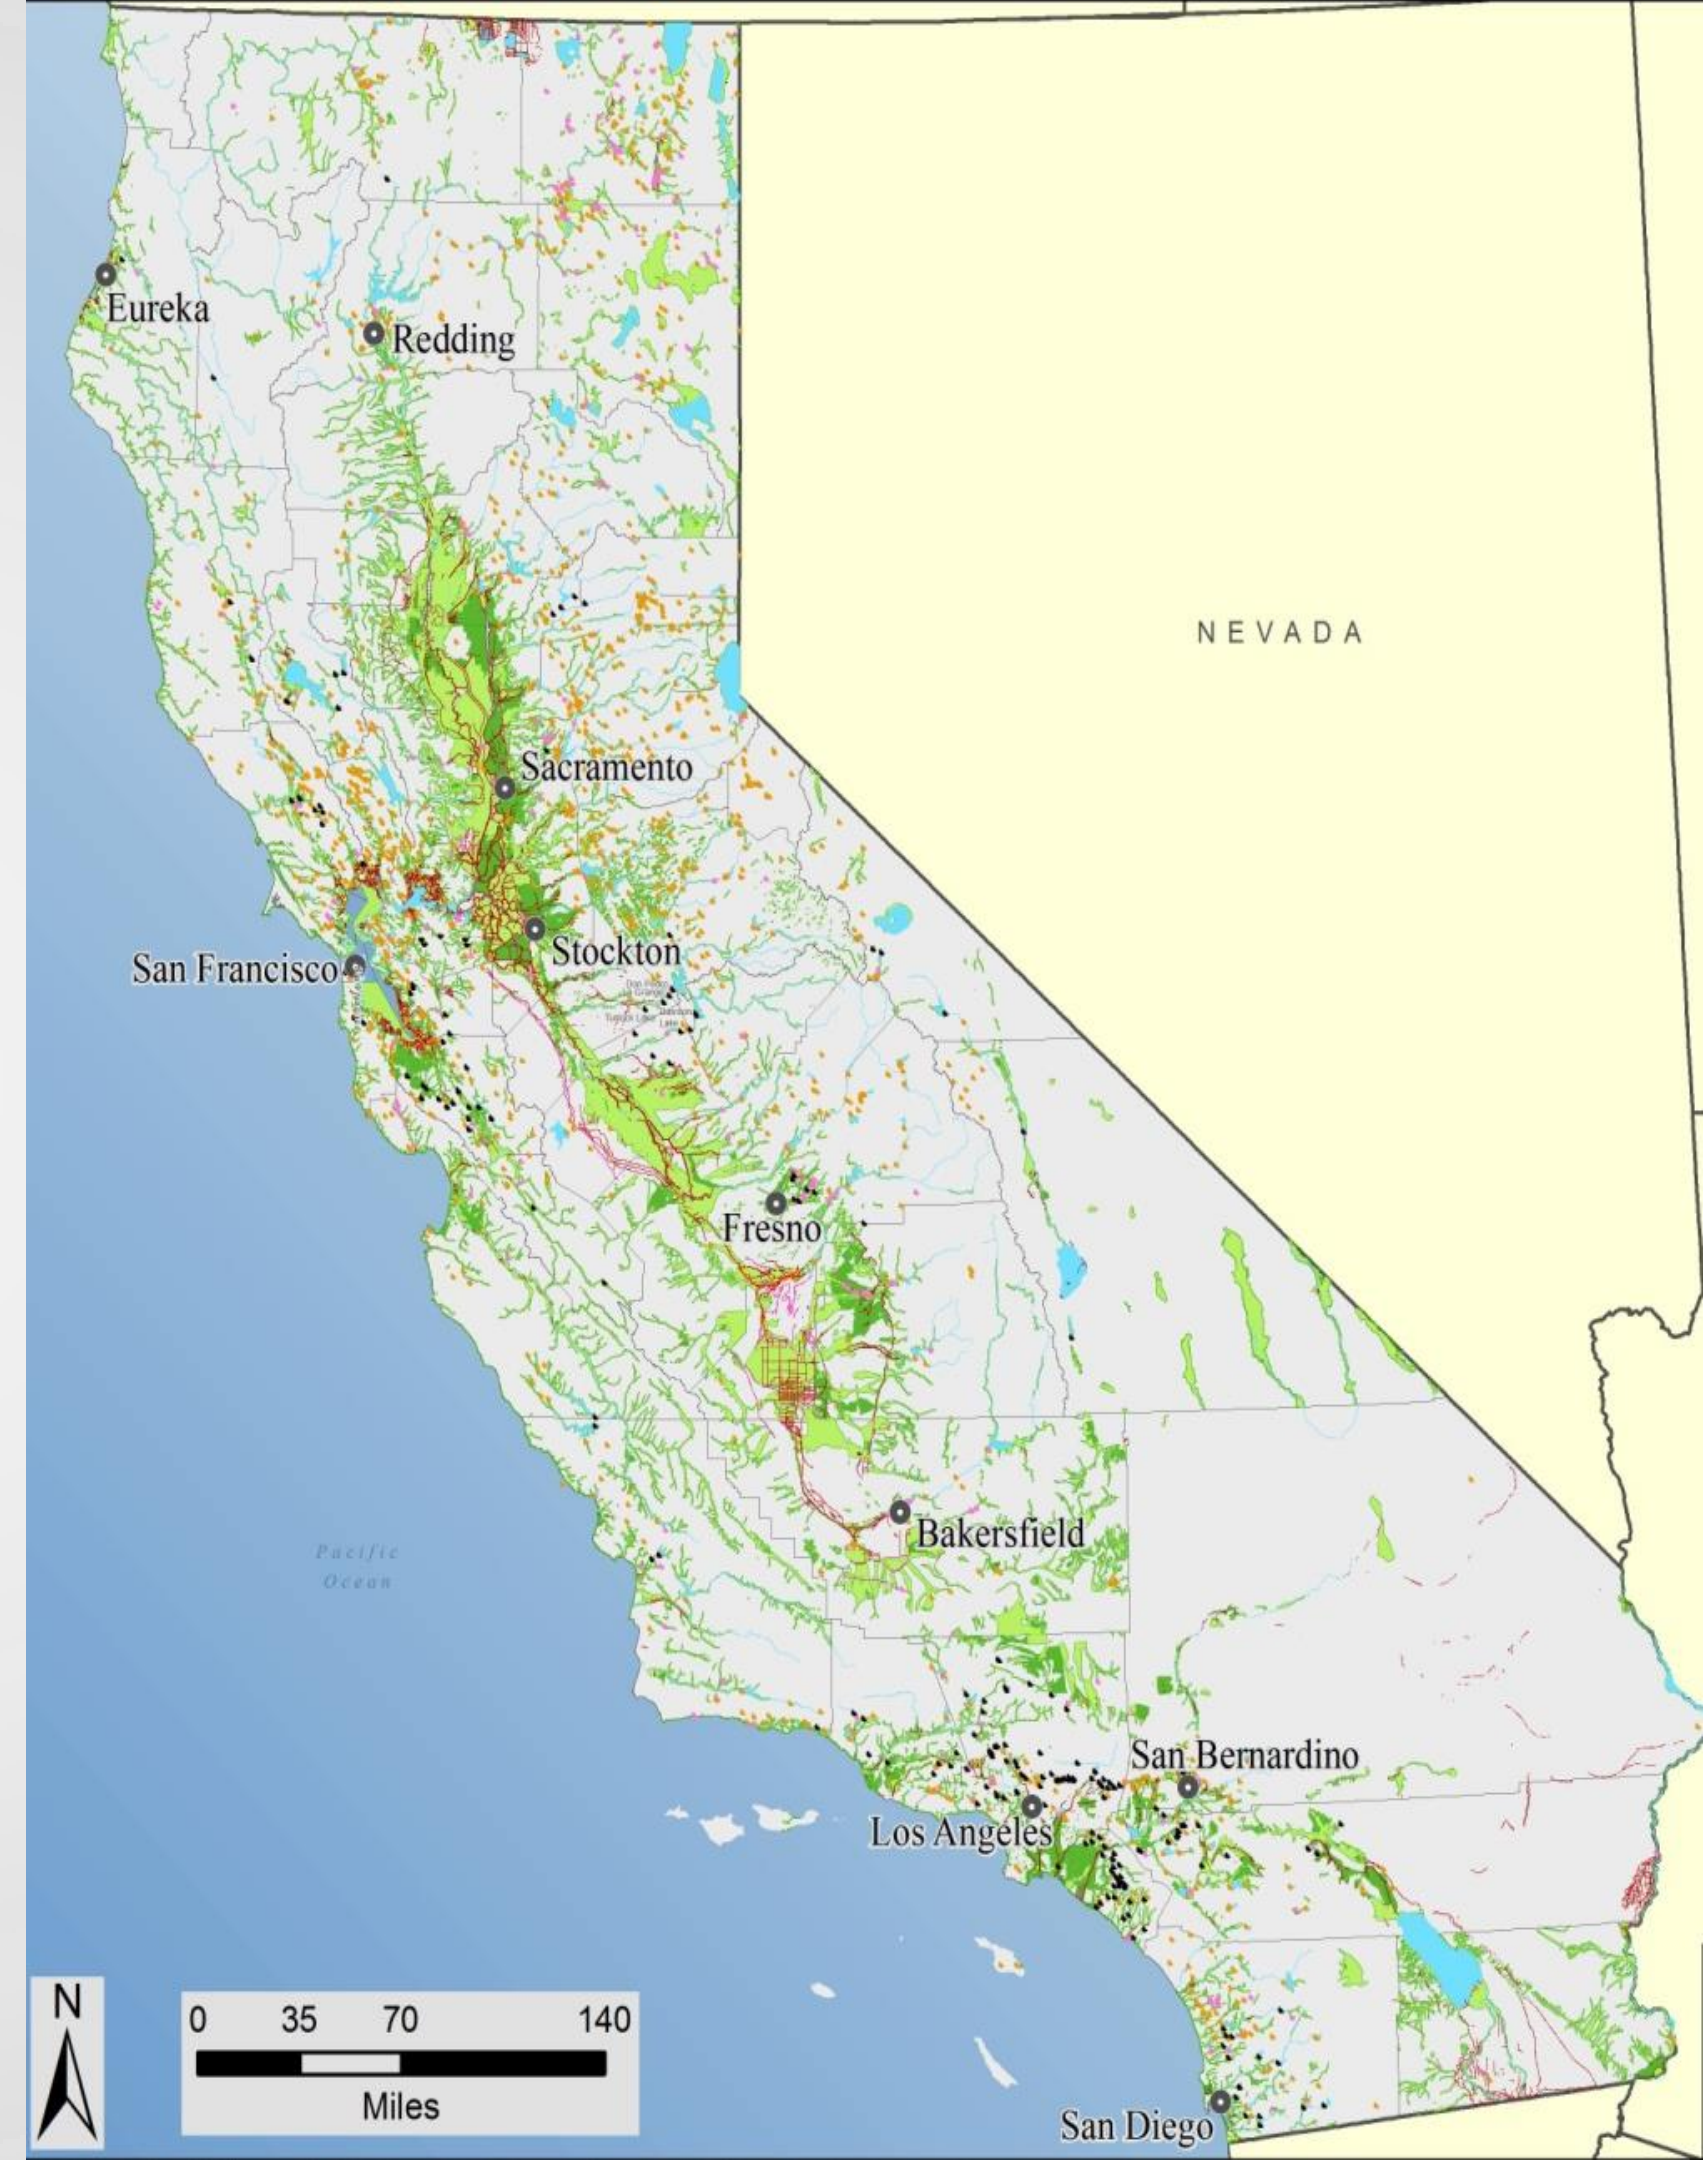 Eureka
Redding
NEVADA
Sacramento
Stockton
San Francisco
Fresno
Bakersfield
Pacific
Ocean
San Bernardino
Los Angeles
N
0 35 70 140
Miles
San Diego